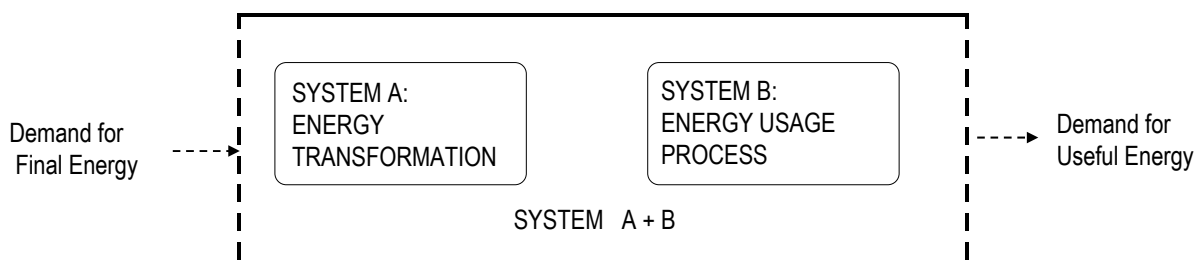 Demand for
Final Energy
SYSTEM A:
ENERGY
TRANSFORMATION
SYSTEM B:
ENERGY USAGE
PROCESS
Demand for
Useful Energy
SYSTEM A + B